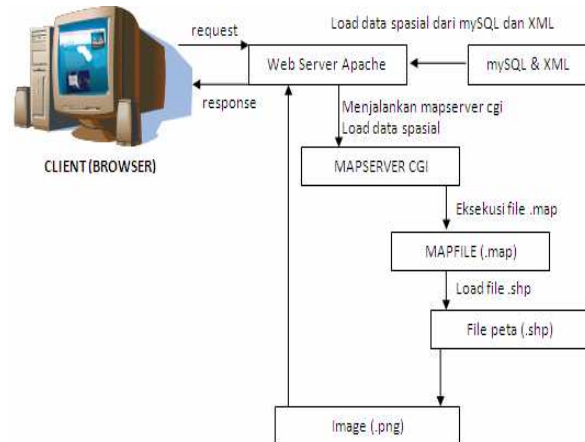 request
Load data spasial dari mySQL dan XML
Web Server Apache
mySQL & XML
response
Menjalankan mapserver cgi
Load data spasial
CLIENT (BROWSER)
MAPSERVER CGI
Eksekusi file .map
MAPFILE (.map)
Load file .shp
File peta (.shp)
Image (.png)